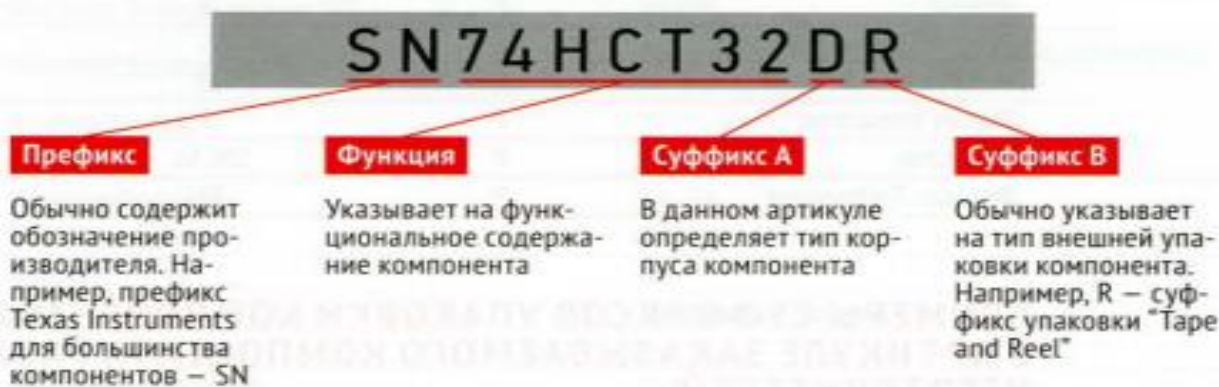 SN74HCT32DR
Префикс
Обычно содержит
обозначение про-
изводителя. На-
пример, префикс
Texas Instruments
для большинства
компонентов — SN
Функция
Указывает на функ-
циональное содержа-
ние компонента
Суффикс А
В данном артикуле
определяет тип кор-
пуса компонента
Суффикс В
Обычно указывает
на тип внешней упа-
ковки компонента.
Например, R — суф-
фикс упаковки "Tape
and Reel"